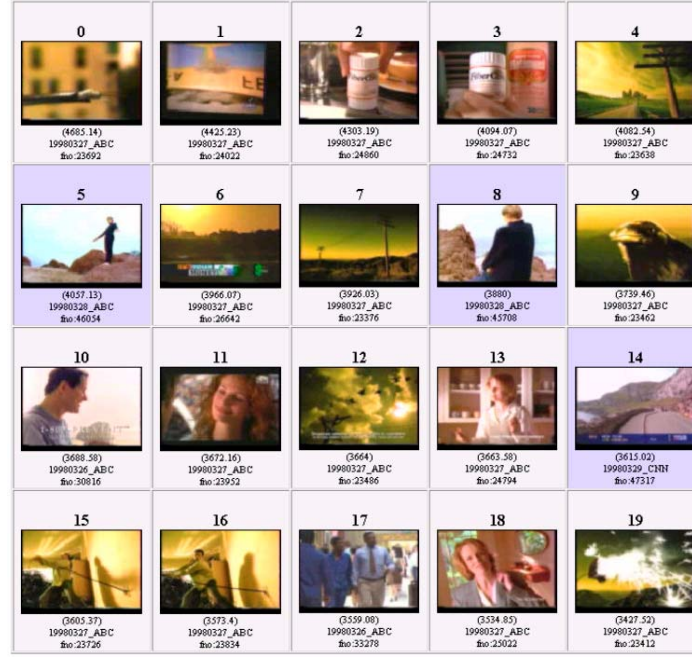 0 1 2 3 4
(4685.14) (4425.23) (4303.19) (4094.07) (4082.54)
19980327_ABC 19980327_ABC 19980327_ABC 19980327_ABC 19980327_ABC
fno:23692 fno:24022 fno:24860 fno:24732 fno:23638
5 6 7 8 9
(4057.13) (3966.07) (3926.03) (3880) (3739.46)
19980328_ABC 19980327_ABC 19980327_ABC 19980328_ABC 19980327_ABC
fno:46054 fno:26642 fno:23376 fno:45708 fno:23462
10 11 12 13 14
(3688.58) (3672.16) (3664) (3663.58) (3615.02)
19980326_ABC 19980327_ABC 19980327_ABC 19980327_ABC 19980329_CNN
fno:30816 fno:23952 fno:23486 fno:24794 fno:47317
15 16 17 18 19
(3605.37) (3573.4) (3559.08) (3534.85) (3427.52)
19980327_ABC 19980327_ABC 19980326_ABC 19980327_ABC 19980327_ABC
fno:23726 fno:23834 fno:33278 fno:25022 fno:23412